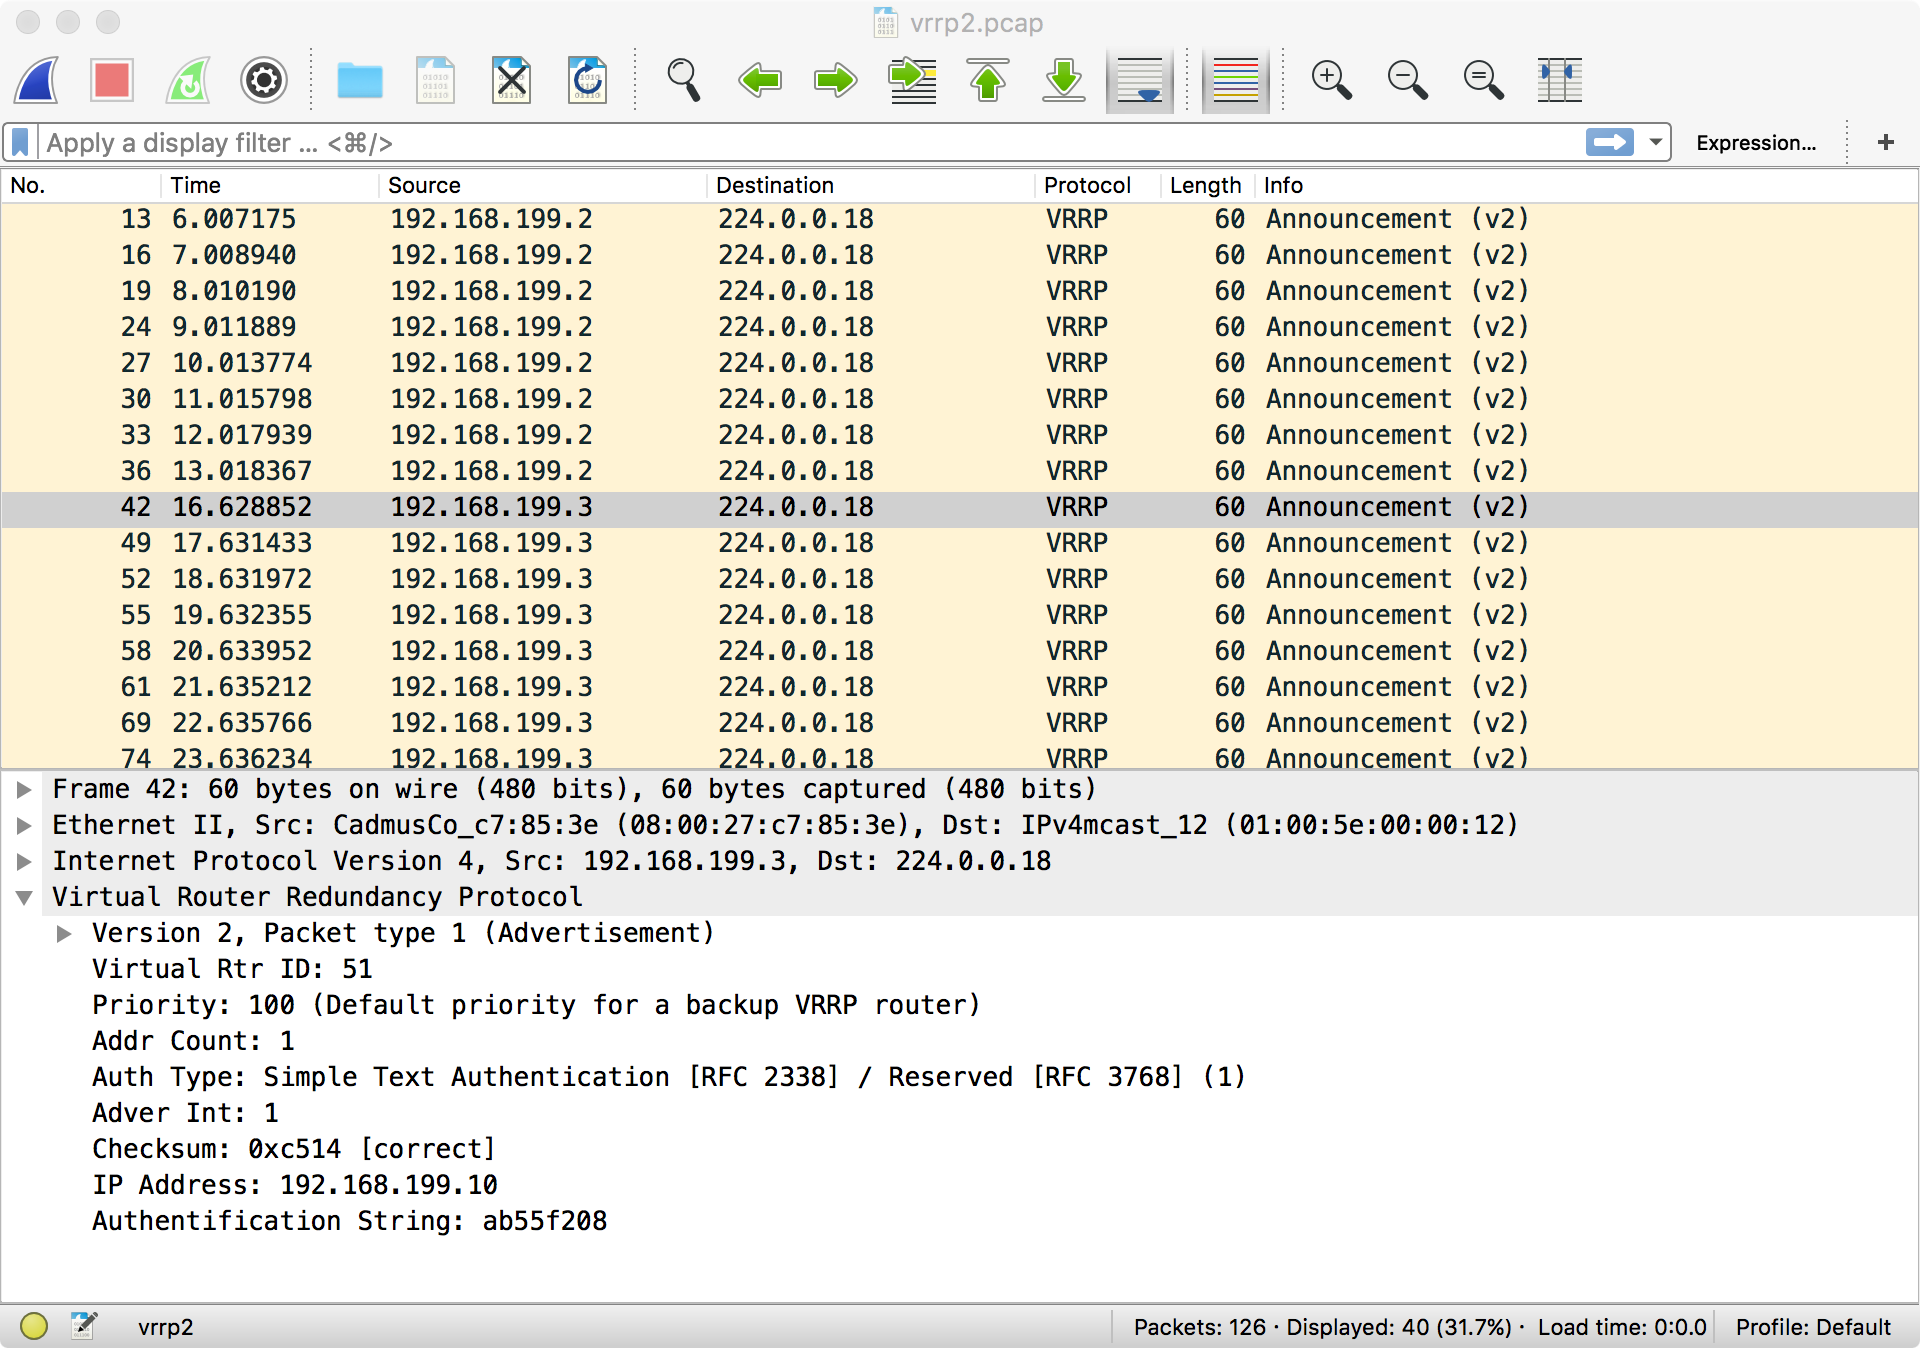 vrrp2.pcap
Apply a display filter ... <⌘/>
Expression... +
No. Time Source Destination Protocol Length Info
13 6.007175 192.168.199.2 224.0.0.18 VRRP 60 Announcement (v2)
16 7.008940 192.168.199.2 224.0.0.18 VRRP 60 Announcement (v2)
19 8.010190 192.168.199.2 224.0.0.18 VRRP 60 Announcement (v2)
24 9.011889 192.168.199.2 224.0.0.18 VRRP 60 Announcement (v2)
27 10.013774 192.168.199.2 224.0.0.18 VRRP 60 Announcement (v2)
30 11.015798 192.168.199.2 224.0.0.18 VRRP 60 Announcement (v2)
33 12.017939 192.168.199.2 224.0.0.18 VRRP 60 Announcement (v2)
36 13.018367 192.168.199.2 224.0.0.18 VRRP 60 Announcement (v2)
42 16.628852 192.168.199.3 224.0.0.18 VRRP 60 Announcement (v2)
49 17.631433 192.168.199.3 224.0.0.18 VRRP 60 Announcement (v2)
52 18.631972 192.168.199.3 224.0.0.18 VRRP 60 Announcement (v2)
55 19.632355 192.168.199.3 224.0.0.18 VRRP 60 Announcement (v2)
58 20.633952 192.168.199.3 224.0.0.18 VRRP 60 Announcement (v2)
61 21.635212 192.168.199.3 224.0.0.18 VRRP 60 Announcement (v2)
69 22.635766 192.168.199.3 224.0.0.18 VRRP 60 Announcement (v2)
74 23.636234 192.168.199.3 224.0.0.18 VRRP 60 Announcement (v2)
Frame 42: 60 bytes on wire (480 bits), 60 bytes captured (480 bits)
Ethernet II, Src: CadmusCo_c7:85:3e (08:00:27:c7:85:3e), Dst: IPv4mcast_12 (01:00:5e:00:00:12)
Internet Protocol Version 4, Src: 192.168.199.3, Dst: 224.0.0.18
Virtual Router Redundancy Protocol
Version 2, Packet type 1 (Advertisement)
Virtual Rtr ID: 51
Priority: 100 (Default priority for a backup VRRP router)
Addr Count: 1
Auth Type: Simple Text Authentication [RFC 2338] / Reserved [RFC 3768] (1)
Adver Int: 1
Checksum: 0xc514 [correct]
IP Address: 192.168.199.10
Authentification String: ab55f208
vrrp2
Packets: 126 · Displayed: 40 (31.7%) · Load time: 0:0.0
Profile: Default